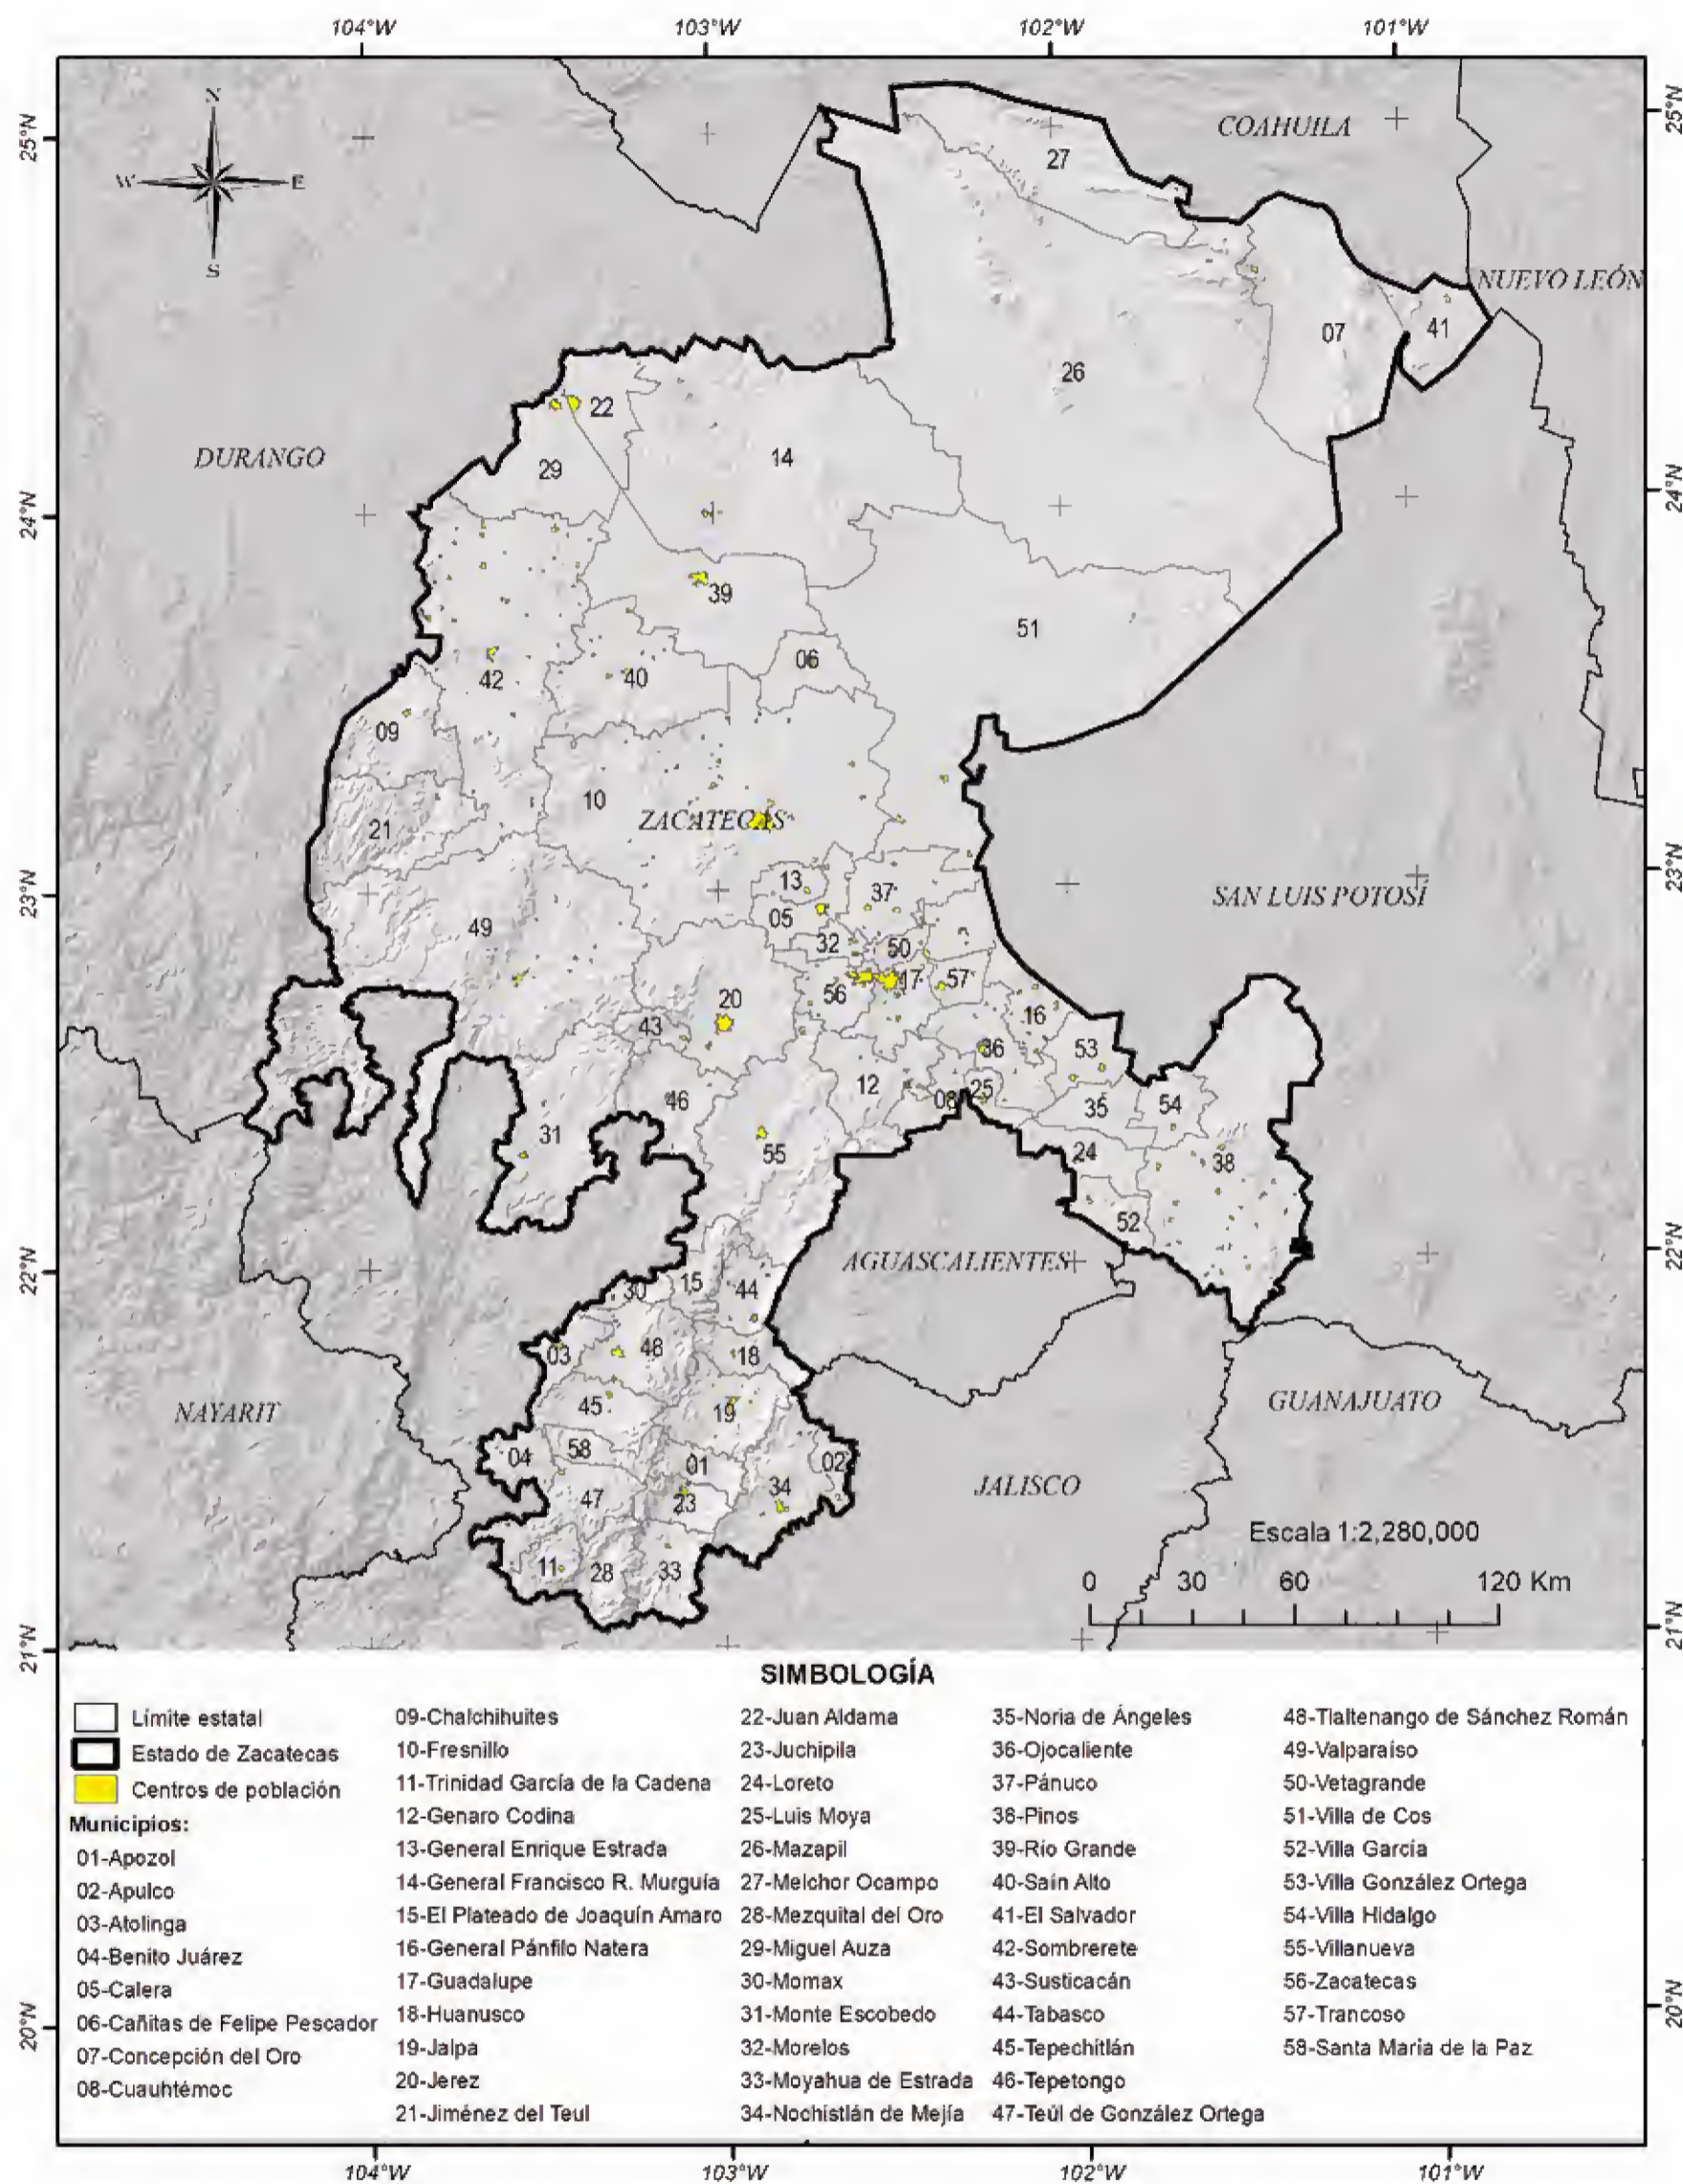 104°W 103°W 102°W 101°W
25°N 25°N
N
W E
S
COAHUILA
27
NUEVO LEÓN
07 41
26
22
DURANGO
14
29
24°N 24°N
39
51
06
40
42
09
10
ZACATECAS
21
13
37
23°N 23°N
SAN LUIS POTOSÍ
05
49
32 50
17 57
56
20
16
43
36 53
12 25
08
46 35 54
31
55 24 38
52
22°N 22°N
AGUASCALIENTES
15
30 44
48
03 18
NAYARIT
45 19
GUANAJUATO
58
04 01 02
JALISCO
34
47 23
Escala 1:2,280,000
11 28 33
0 30 60 120 Km
21°N 21°N
SIMBOLOGÍA
Límite estatal
Estado de Zacatecas
Centros de población
Municipios:
01-Apozol
02-Apulco
03-Atolinga
04-Benito Juárez
05-Calera
06-Cañitas de Felipe Pescador
07-Concepción del Oro
08-Cuauhtémoc
09-Chalchihuites
10-Fresnillo
11-Trinidad García de la Cadena
12-Genaro Codina
13-General Enrique Estrada
14-General Francisco R. Murguía
15-El Plateado de Joaquín Amaro
16-General Pánfilo Natera
17-Guadalupe
18-Huanusco
19-Jalpa
20-Jerez
21-Jiménez del Teul
22-Juan Aldama
23-Juchipila
24-Loreto
25-Luis Moya
26-Mazapil
27-Melchor Ocampo
28-Mezquital del Oro
29-Miguel Auza
30-Momax
31-Monte Escobedo
32-Morelos
33-Moyahua de Estrada
34-Nochistlán de Mejía
35-Noria de Ángeles
36-Ojocaliente
37-Pánuco
38-Pinos
39-Río Grande
40-Saín Alto
41-El Salvador
42-Sombrerete
43-Susticacán
44-Tabasco
45-Tepechitlán
46-Tepetongo
47-Teúl de González Ortega
48-Tlaltenango de Sánchez Román
49-Valparaíso
50-Vetagrande
51-Villa de Cos
52-Villa García
53-Villa González Ortega
54-Villa Hidalgo
55-Villanueva
56-Zacatecas
57-Trancoso
58-Santa María de la Paz
20°N 20°N
104°W 103°W 102°W 101°W